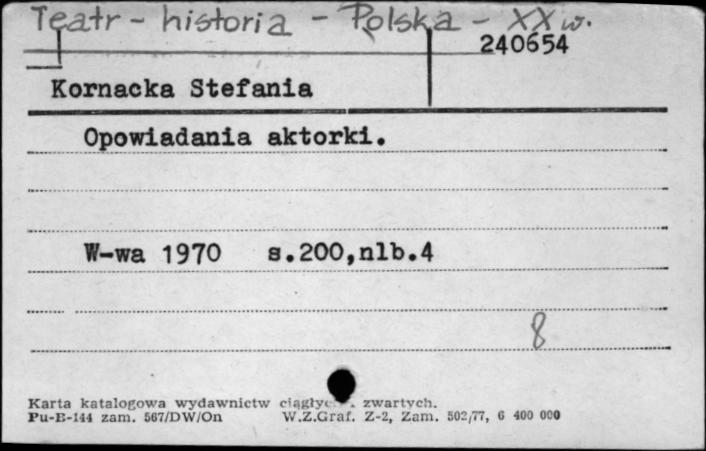 Teatr - historia - Polska - XX w.
240654
Kornacka Stefania
Opowiadania aktorki.
W-wa 1970 s.200,nlb.4
8
Karta katalogowa wydawnictw zwartych.
Pu-B-144 zam. 567/DW/On W.Z.Graf. Z-2, Zam. 502/77, 6 400 000